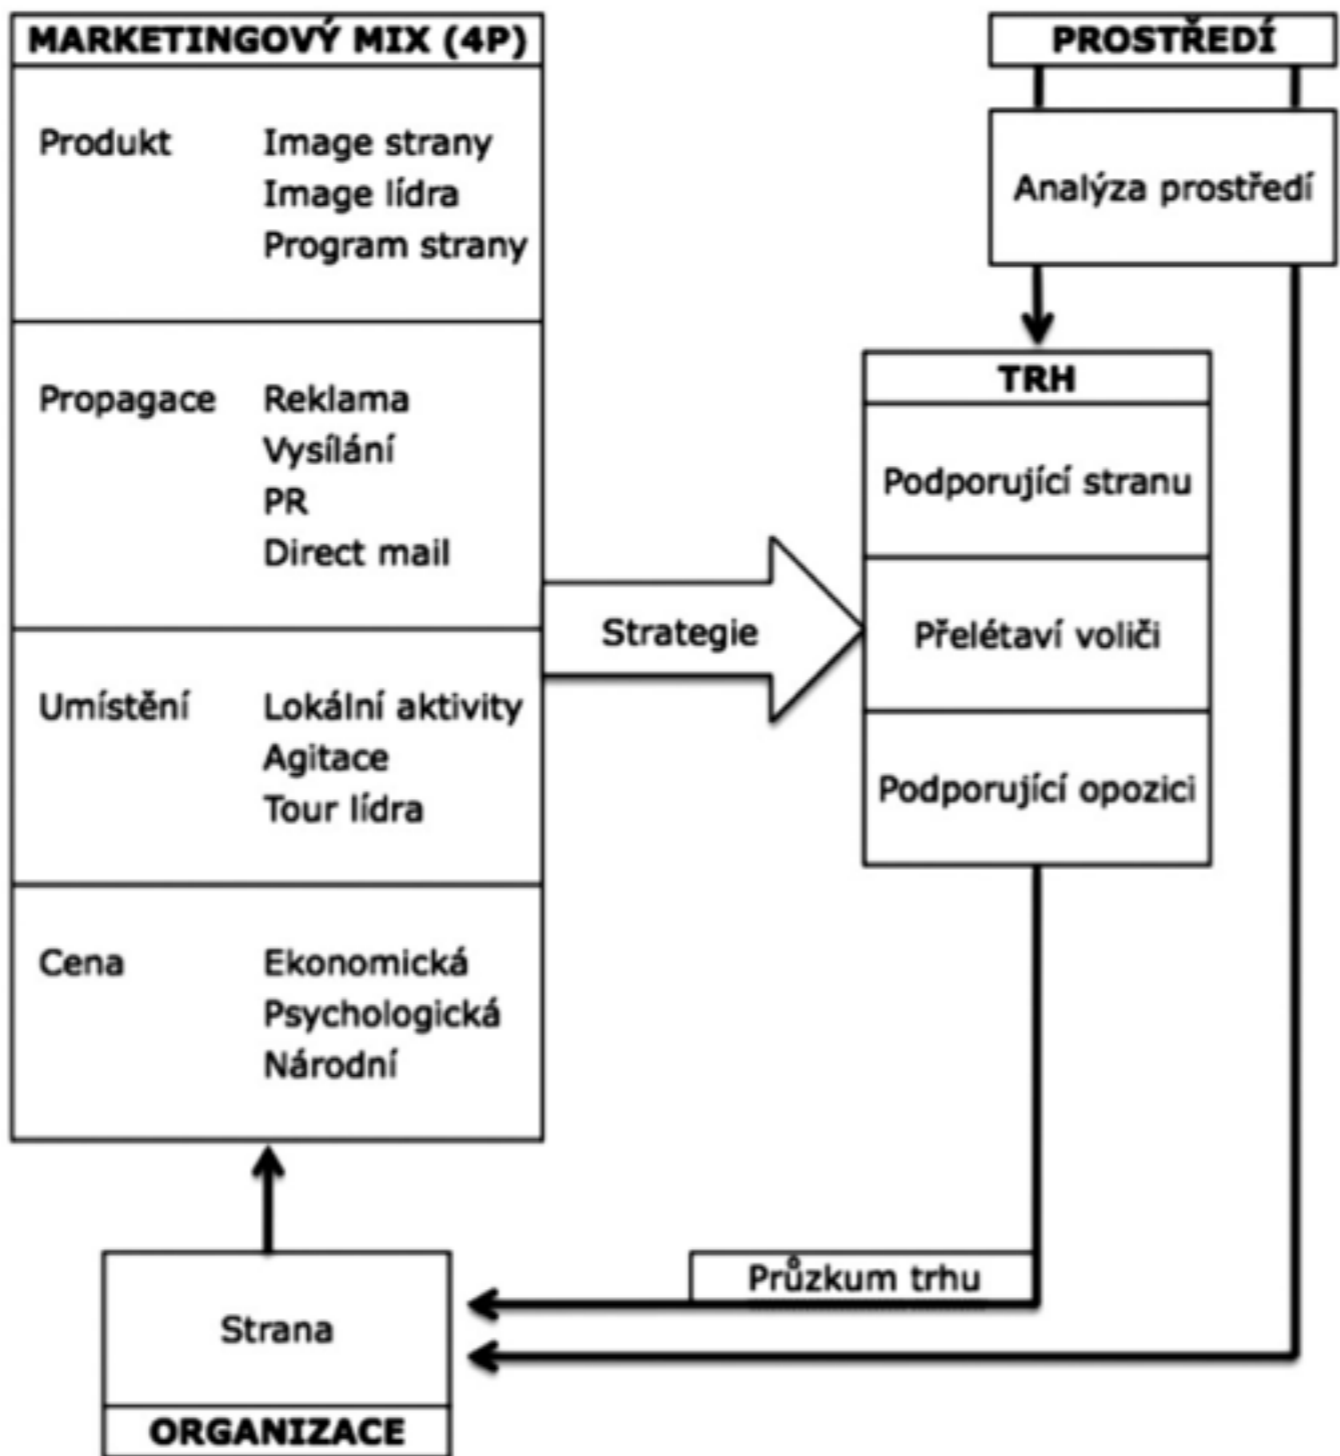 MARKETINGOVÝ MIX (4P)
Produkt Image strany
Image lídra
Program strany
Propagace Reklama
Vysílání
PR
Direct mail
Umístění Lokální aktivity
Agitace
Tour lídra
Cena Ekonomická
Psychologická
Národní
Strategie
PROSTŘEDÍ
Analýza prostředí
TRH
Podporující stranu
Přelétaví voliči
Podporující opozici
Průzkum trhu
Strana
ORGANIZACE